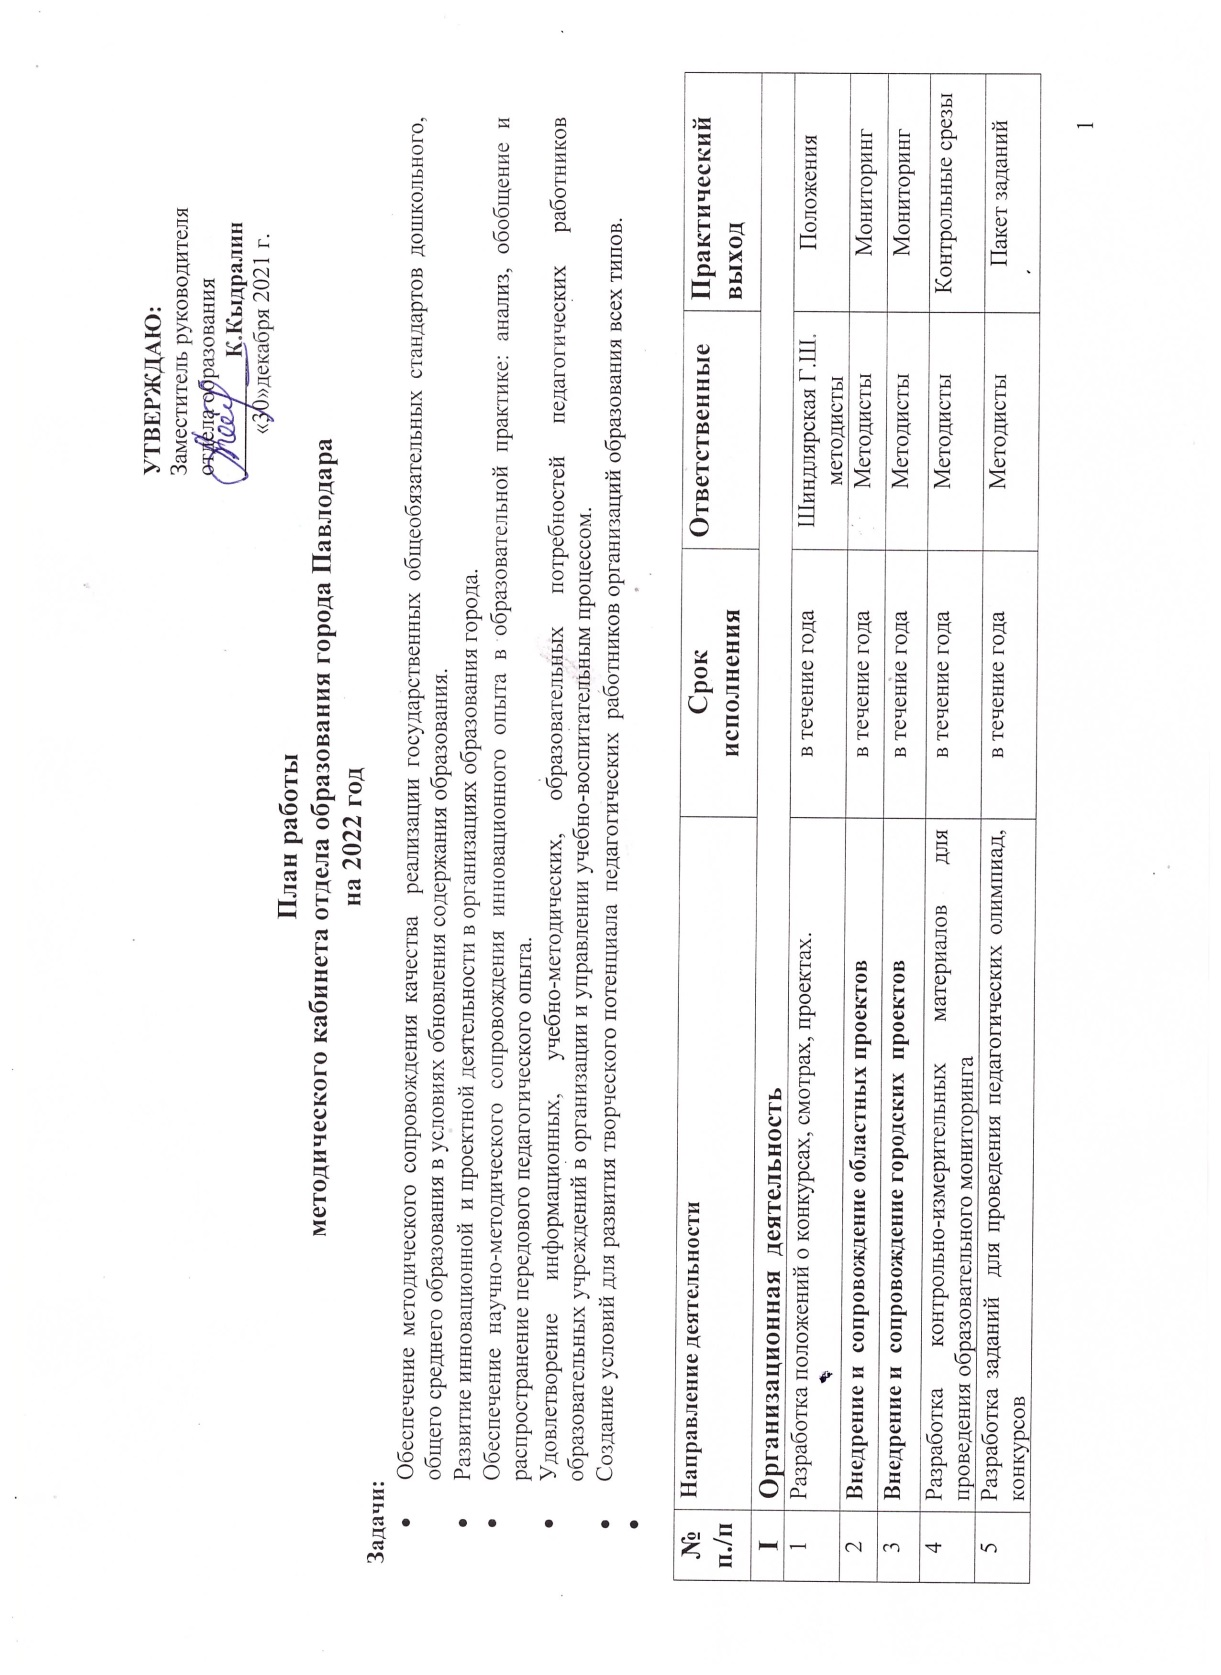 УТВЕРЖДАЮ:
Заместитель руководителя
отдела образования
К.Кыдралин
«30»декабря 2021 г.
План работы
методического кабинета отдела образования города Павлодара
на 2022 год
Задачи:
• Обеспечение методического сопровождения качества реализации государственных общеобязательных стандартов дошкольного,
общего среднего образования в условиях обновления содержания образования.
• Развитие инновационной и проектной деятельности в организациях образования города.
• Обеспечение научно-методического сопровождения инновационного опыта в образовательной практике: анализ, обобщение и
распространение передового педагогического опыта.
• Удовлетворение информационных, учебно-методических, образовательных потребностей педагогических работников
образовательных учреждений в организации и управлении учебно-воспитательным процессом.
• Создание условий для развития творческого потенциала педагогических работников организаций образования всех типов.
•
№ Направление деятельности Срок Ответственные Практический
п./п исполнения выход
I Организационная деятельность
1 Разработка положений о конкурсах, смотрах, проектах. в течение года Шиндлярская Г.Ш. Положения
методисты
2 Внедрение и сопровождение областных проектов в течение года Методисты Мониторинг
3 Внедрение и сопровождение городских проектов в течение года Методисты Мониторинг
4 Разработка контрольно-измерительных материалов для в течение года Методисты Контрольные срезы
проведения образовательного мониторинга
5 Разработка заданий для проведения педагогических олимпиад, в течение года Методисты Пакет заданий
конкурсов
1